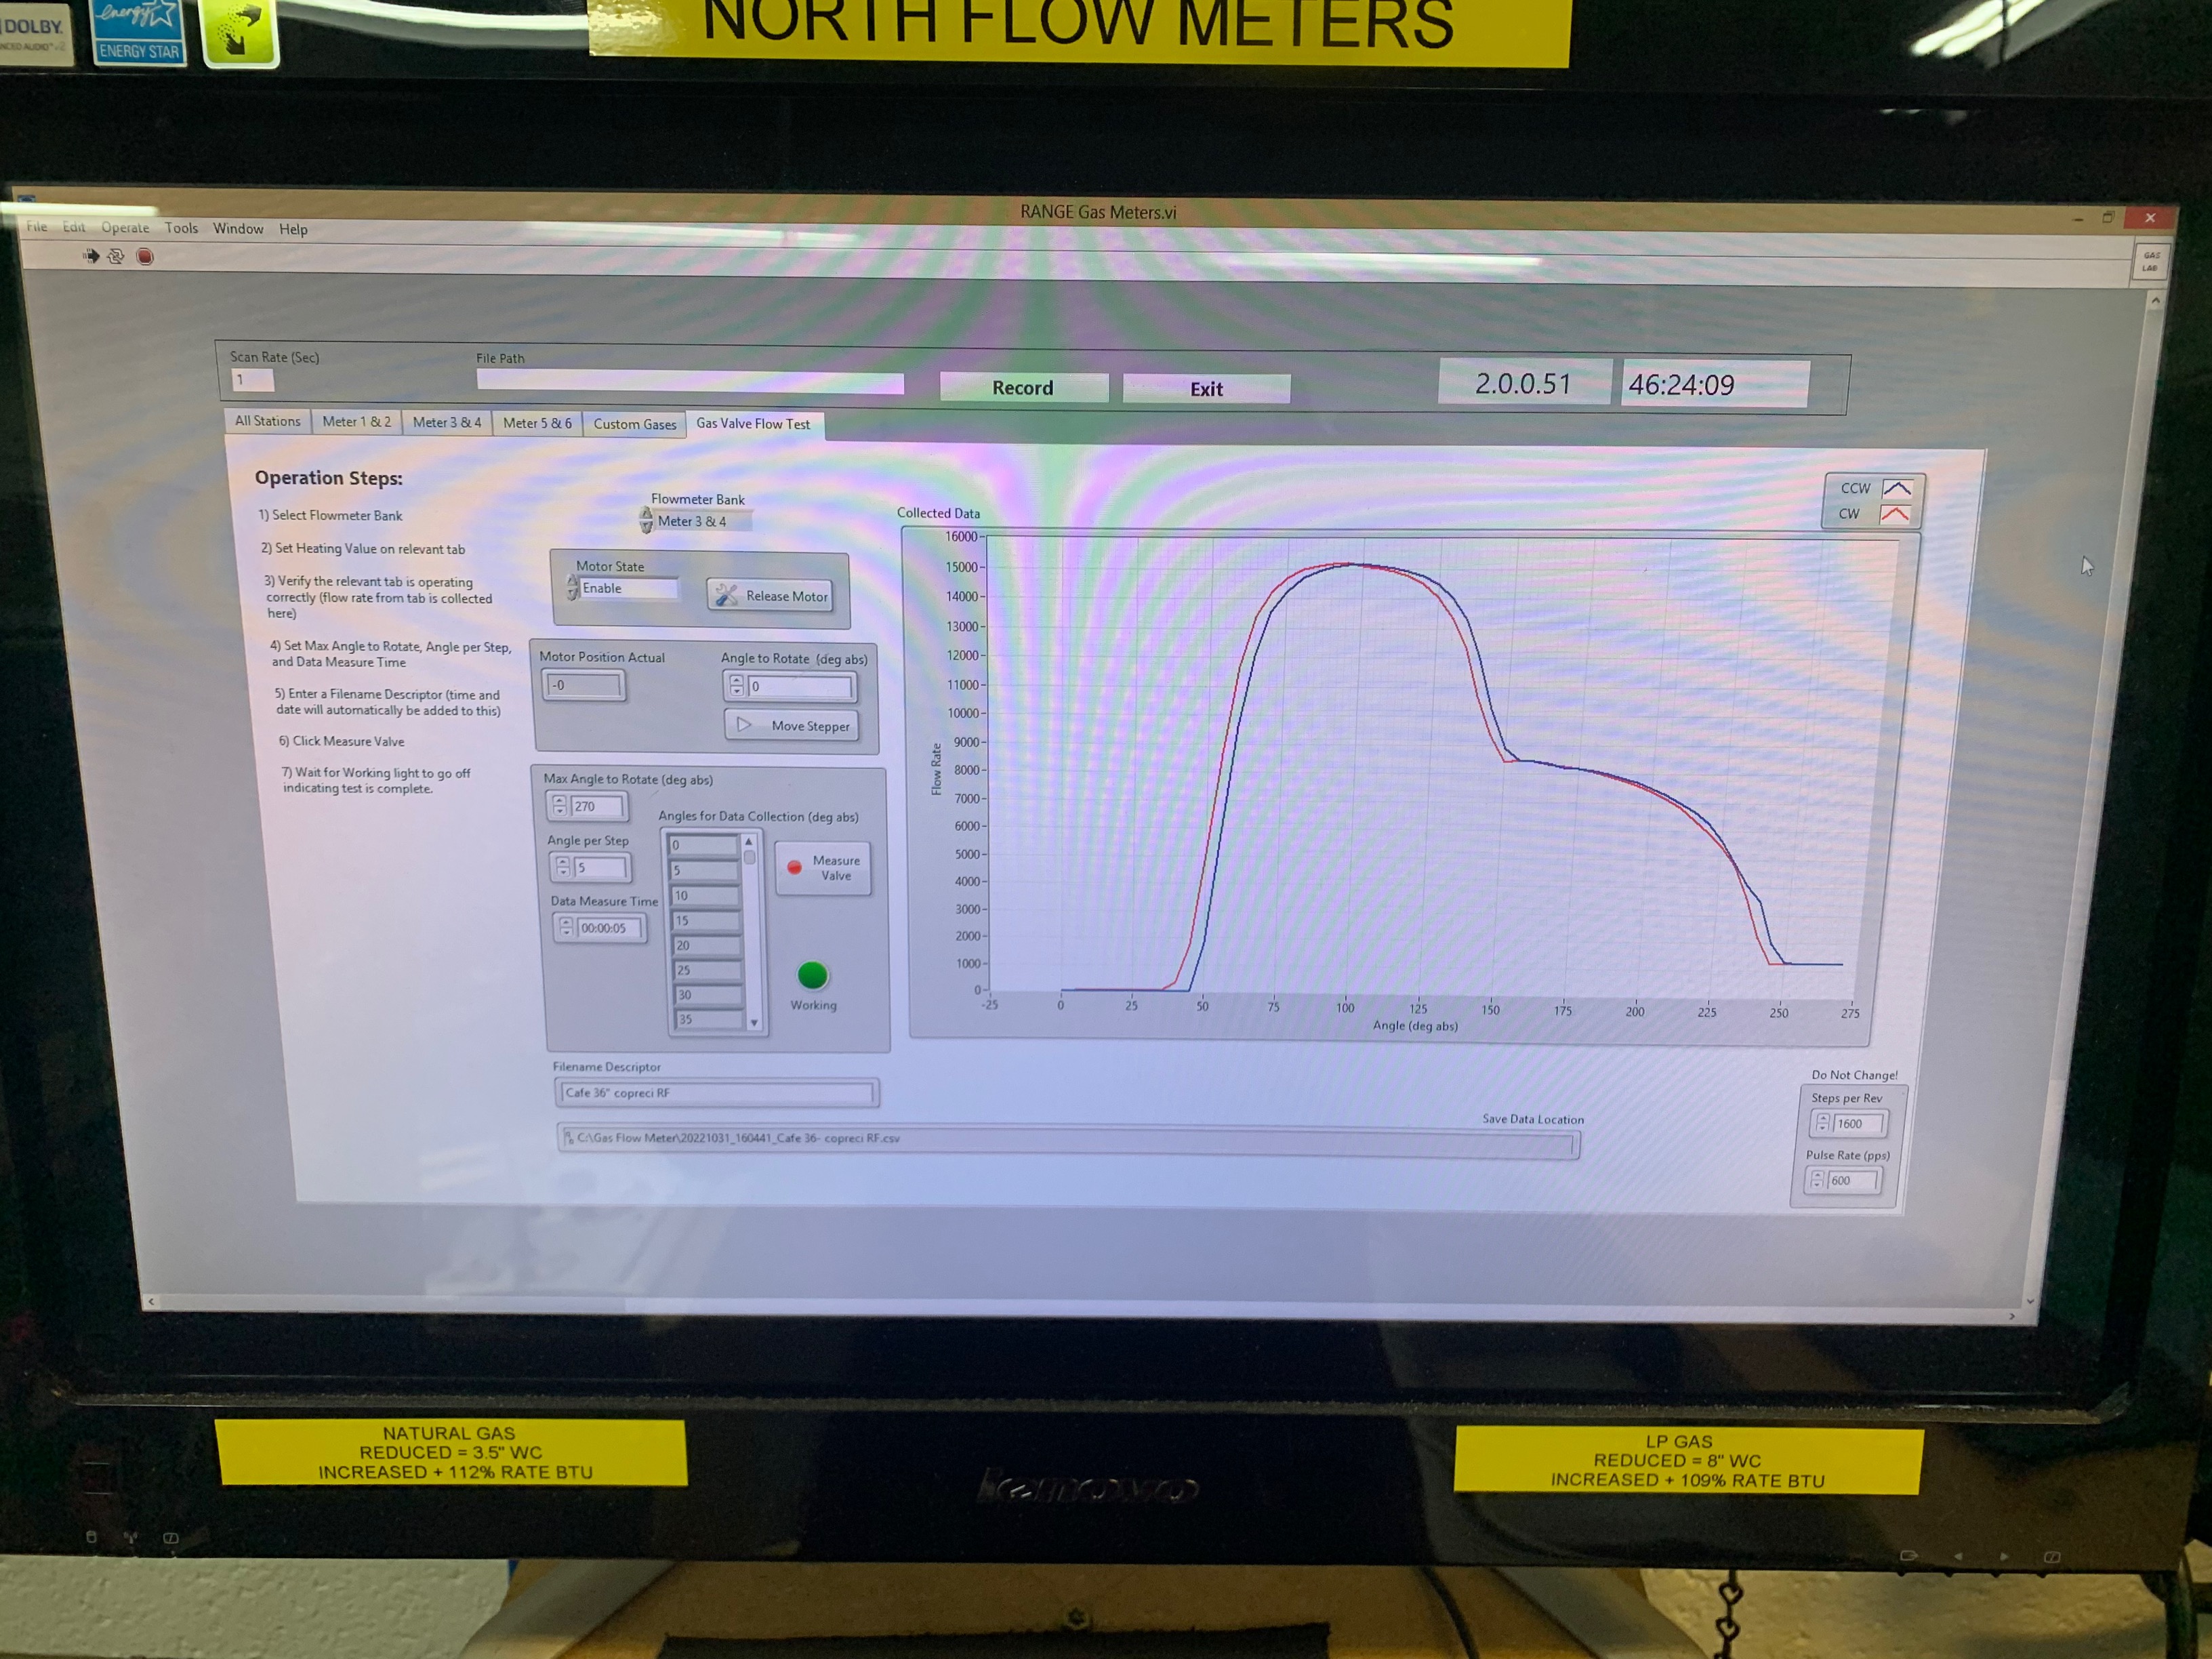 DOLBY.
energy
ENERGY STAR
NORTH FLOW METERS
RANGE Gas Meters.vi
File Edit Operate Tools Window Help
GAS
LAB
Scan Rate (Sec)
1
File Path
Record
Exit
2.0.0.51
46:24:09
All Stations
Meter 1 & 2
Meter 3 & 4
Meter 5 & 6
Custom Gases
Gas Valve Flow Test
Operation Steps:
1) Select Flowmeter Bank
2) Set Heating Value on relevant tab
3) Verify the relevant tab is operating
correctly (flow rate from tab is collected
here)
4) Set Max Angle to Rotate, Angle per Step,
and Data Measure Time
5) Enter a Filename Descriptor (time and
date will automatically be added to this)
6) Click Measure Valve
7) Wait for Working light to go off
indicating test is complete.
Flowmeter Bank
Meter 3 & 4
Motor State
Enable
Release Motor
Motor Position Actual
-0
Angle to Rotate (deg abs)
0
Move Stepper
Max Angle to Rotate (deg abs)
270
Angle per Step
5
Data Measure Time
00:00:05
Angles for Data Collection (deg abs)
0
5
10
15
20
25
30
35
Measure
Valve
Working
Filename Descriptor
Cafe 36" copreci RF
Save Data Location
C:\Gas Flow Meter\20221031_160441_Cafe 36- copreci RF.csv
Collected Data
CCW
CW
16000
15000
14000
13000
12000
11000
10000
9000
8000
7000
6000
5000
4000
3000
2000
1000
0
Flow Rate
-25 0 25 50 75 100 125 150 175 200 225 250 275
Angle (deg abs)
Do Not Change!
Steps per Rev
1600
Pulse Rate (pps)
600
NATURAL GAS
REDUCED = 3.5" WC
INCREASED + 112% RATE BTU
lenovo
LP GAS
REDUCED = 8" WC
INCREASED + 109% RATE BTU